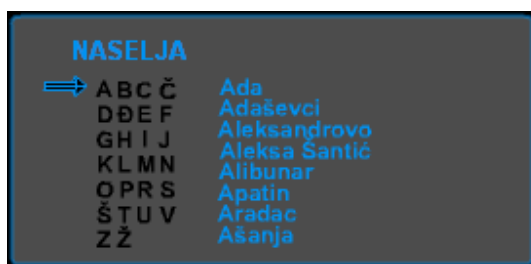 NASELJA
A B C Č
D Đ E F
G H I J
K L M N
O P R S
Š T U V
Z Ž
Ada
Adaševci
Aleksandrovo
Aleksa Šantić
Alibunar
Apatin
Aradac
Ašanja